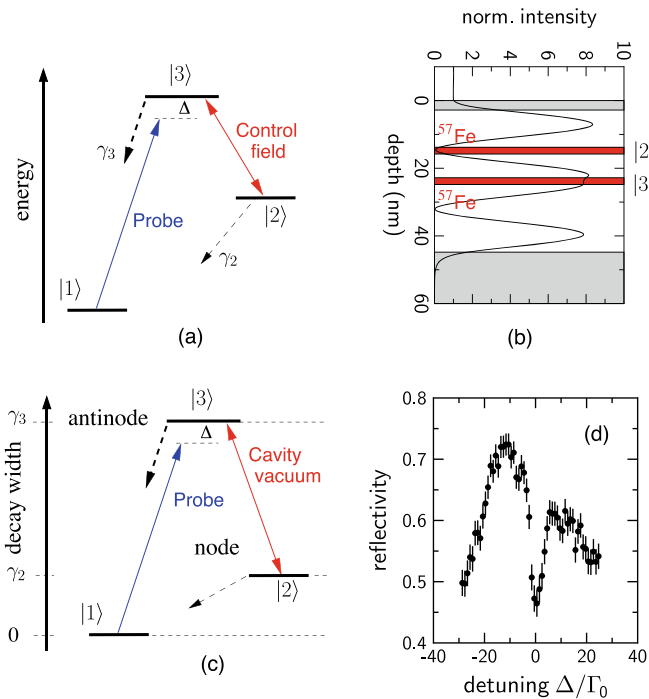 |3⟩
Δ
γ3
Control
field
energy
Probe
|2⟩
γ2
|1⟩
(a)
norm. intensity
0 2 4 6 8 10
0
20
40
60
depth (nm)
57Fe
57Fe
|2
|3
(b)
|3⟩
γ3
antinode
Δ
Cavity
vacuum
decay width
Probe
node
γ2
|2⟩
|1⟩
0
(c)
0.8
0.7
0.6
0.5
0.4
(d)
reflectivity
-40 -20 0 20 40
detuning Δ/Γ0